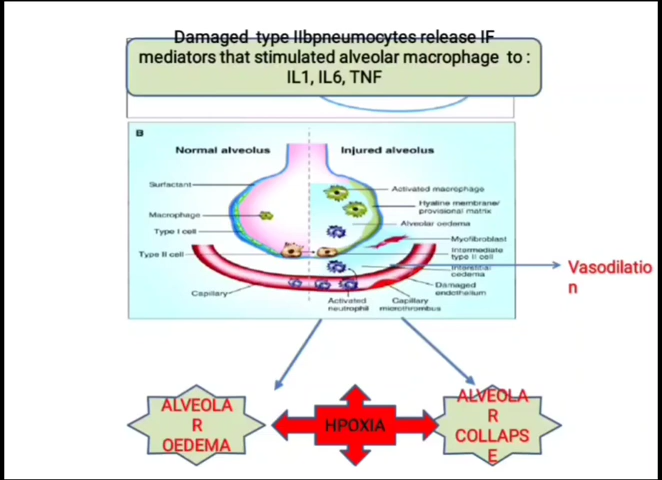 Damaged type IIbpneumocytes release IF
mediators that stimulated alveolar macrophage to :
IL1, IL6, TNF
B
Normal alveolus
Injured alveolus
Surfactant
Activated macrophage
Hyaline membrane/
provisional matrix
Macrophage
Alveolar oedema
Type I cell
Myofibroblast
Type II cell
Intermediate
type II cell
Interstitial
oedema
Vasodilatio
n
Damaged
endothelium
Capillary
Activated
neutrophil
Capillary
microthrombus
ALVEOLA
R
OEDEMA
HPOXIA
ALVEOLA
R
COLLAPS
E